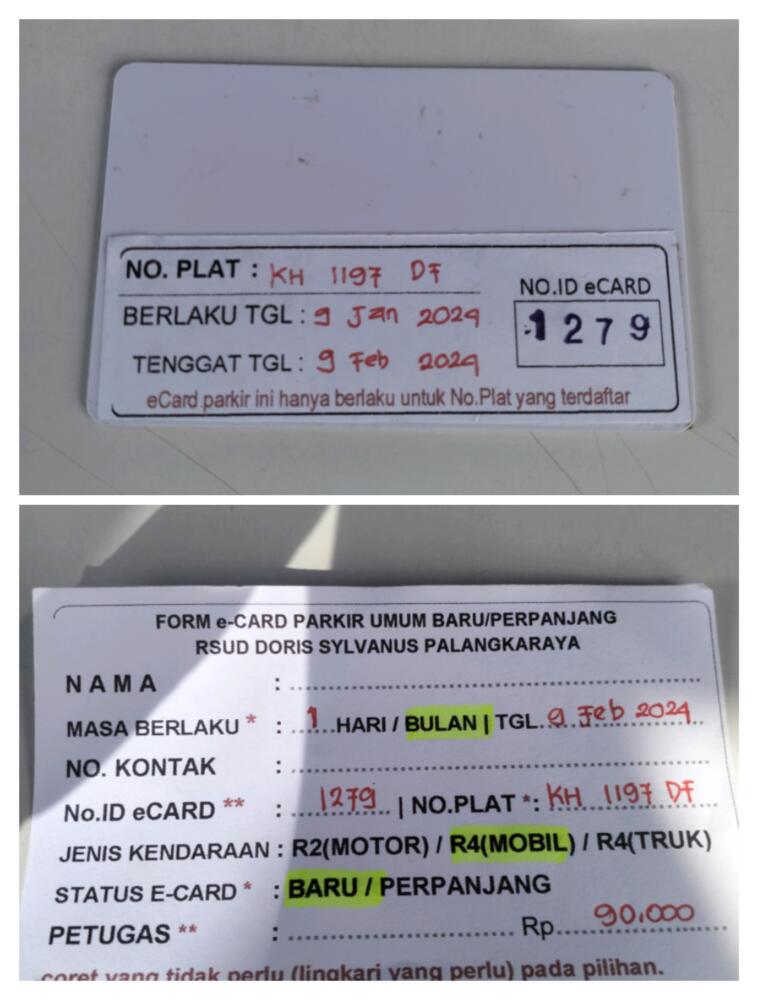 NO. PLAT : KH 1197 DF
NO.ID eCARD
BERLAKU TGL : 9 Jan 2024
1279
TENGGAT TGL : 9 Feb 2024
eCard parkir ini hanya berlaku untuk No.Plat yang terdaftar
FORM e-CARD PARKIR UMUM BARU/PERPANJANG
RSUD DORIS SYLVANUS PALANGKARAYA
NAMA :
MASA BERLAKU * : 1 HARI / BULAN | TGL. 9 Feb 2024
NO. KONTAK :
No.ID eCARD ** : 1279 | NO.PLAT *: KH 1197 DF
JENIS KENDARAAN : R2(MOTOR) / R4(MOBIL) / R4(TRUK)
STATUS E-CARD * : BARU / PERPANJANG
PETUGAS ** : Rp. 90.000
coret yang tidak perlu (lingkari yang perlu) pada pilihan.